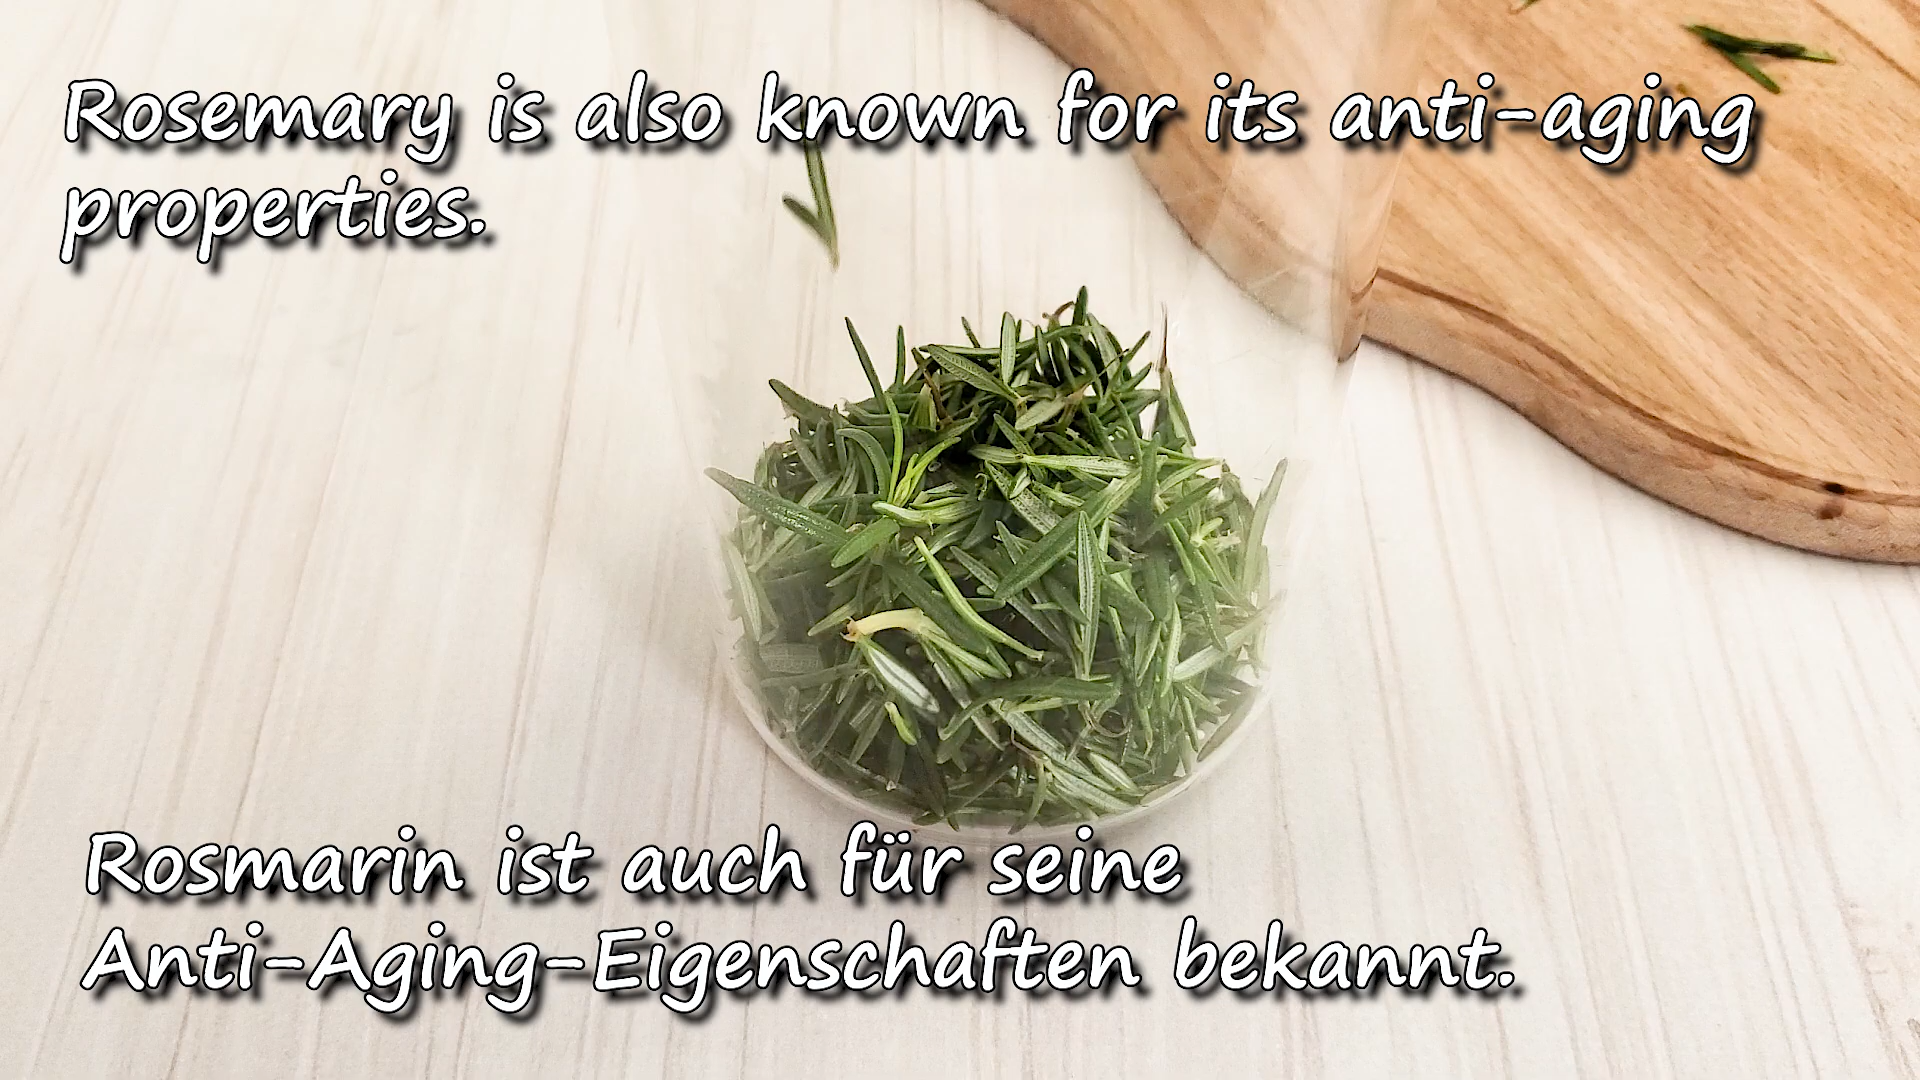 Rosemary is also known for its anti-aging
properties.
Rosmarin ist auch für seine
Anti-Aging-Eigenschaften bekannt.